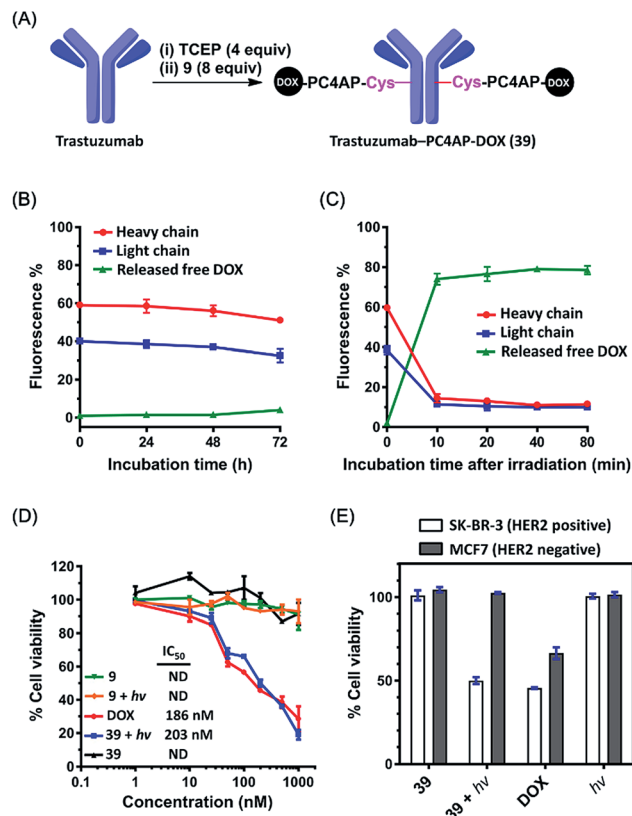 (A)
(i) TCEP (4 equiv)
(ii) 9 (8 equiv)
DOX-PC4AP-Cys Cys-PC4AP-DOX
Trastuzumab
Trastuzumab–PC4AP-DOX (39)
(B)
Fluorescence %
100
80
60
40
20
0
Heavy chain
Light chain
Released free DOX
0 24 48 72
Incubation time (h)
(C)
Fluorescence %
100
80
60
40
20
0
Heavy chain
Light chain
Released free DOX
0 10 20 40 80
Incubation time after irradiation (min)
(D)
% Cell viability
120
100
80
60
40
20
0
IC50
9 ND
9 + hv ND
DOX 186 nM
39 + hv 203 nM
39 ND
0.1 1 10 100 1000
Concentration (nM)
(E)
SK-BR-3 (HER2 positive)
MCF7 (HER2 negative)
% Cell viability
100
50
0
39 39 + hv DOX hv